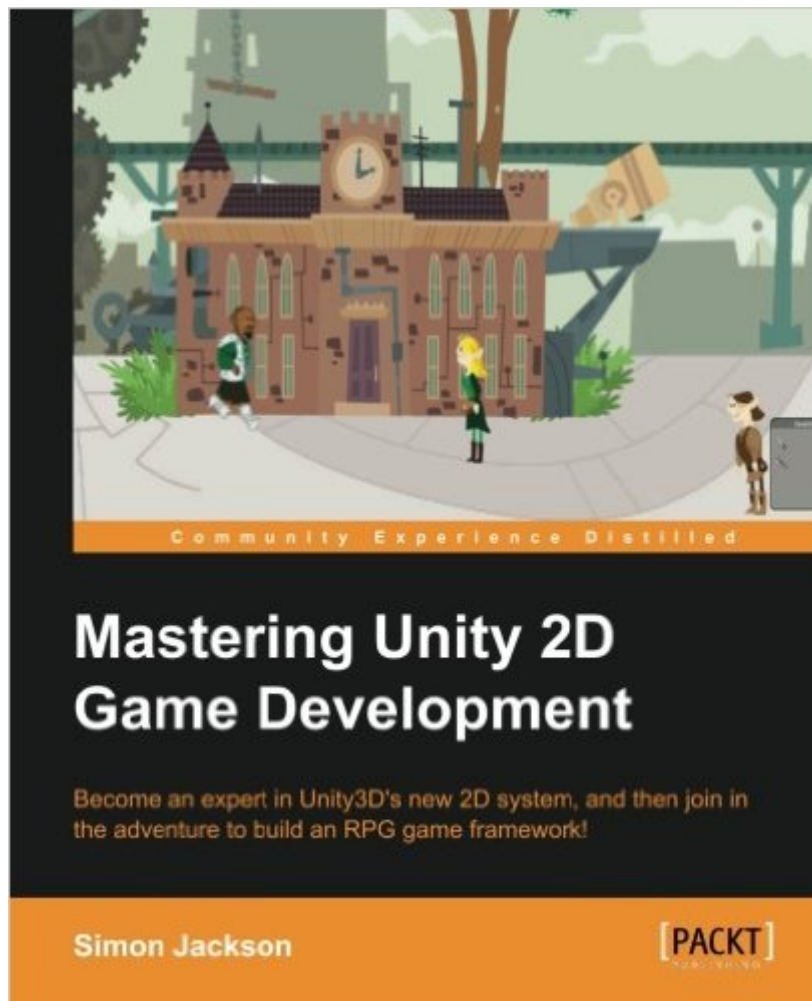 Community Experience Distilled
Mastering Unity 2D
Game Development
Become an expert in Unity3D's new 2D system, and then join in
the adventure to build an RPG game framework!
Simon Jackson
[PACKT]
PUBLISHING